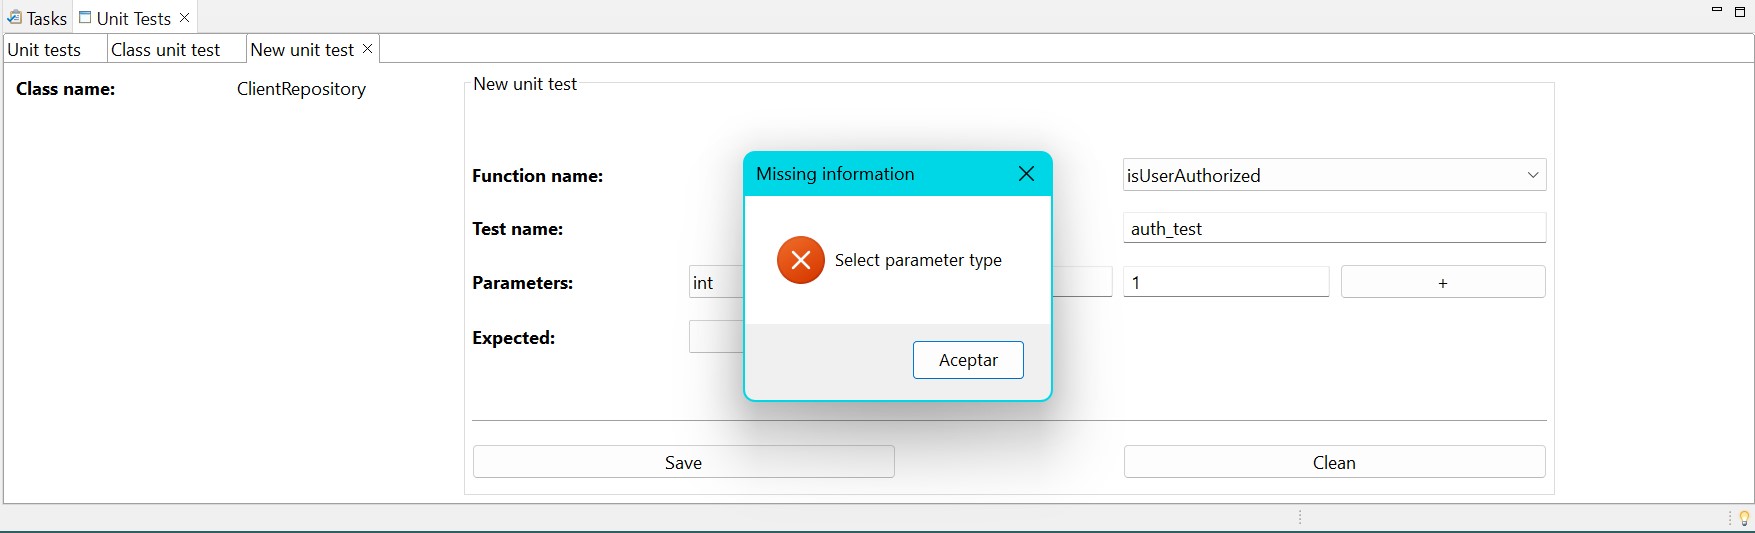 Tasks
Unit Tests
Unit tests
Class unit test
New unit test
Class name:
ClientRepository
New unit test
Missing information
Function name:
isUserAuthorized
Test name:
auth_test
Select parameter type
Parameters:
int
1
+
Expected:
Aceptar
Save
Clean